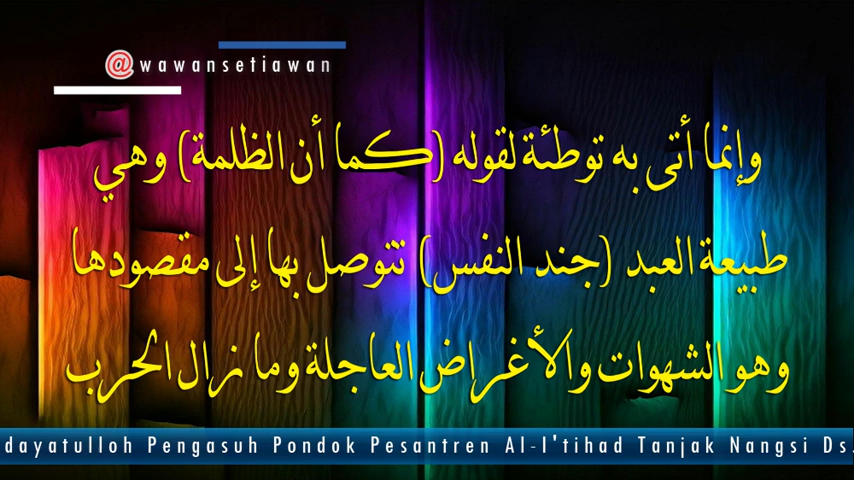 @wawansetiawan
وإنما أتى به توطئة لقوله (كما أن الظلمة) وهي
طبيعة العبد (جند النفس) تتوصل بها إلى مقصودها
وهو الشهوات والأغراض العاجلة وما زال الحرب
dayatulloh Pengasuh Pondok Pesantren Al-I'tihad Tanjak Nangsi Ds.